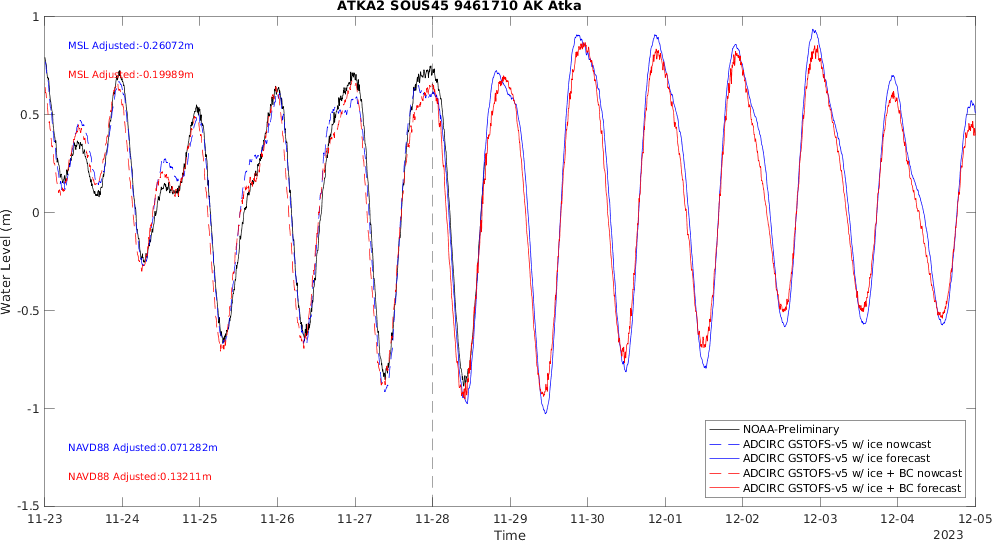 ATKA2 SOUS45 9461710 AK Atka
1
0.5
0
-0.5
-1
-1.5
Water Level (m)
MSL Adjusted:-0.26072m
MSL Adjusted:-0.19989m
NAVD88 Adjusted:0.071282m
NAVD88 Adjusted:0.13211m
NOAA-Preliminary
ADCIRC GSTOFS-v5 w/ ice nowcast
ADCIRC GSTOFS-v5 w/ ice forecast
ADCIRC GSTOFS-v5 w/ ice + BC nowcast
ADCIRC GSTOFS-v5 w/ ice + BC forecast
11-23 11-24 11-25 11-26 11-27 11-28 11-29 11-30 12-01 12-02 12-03 12-04 12-05
Time
2023